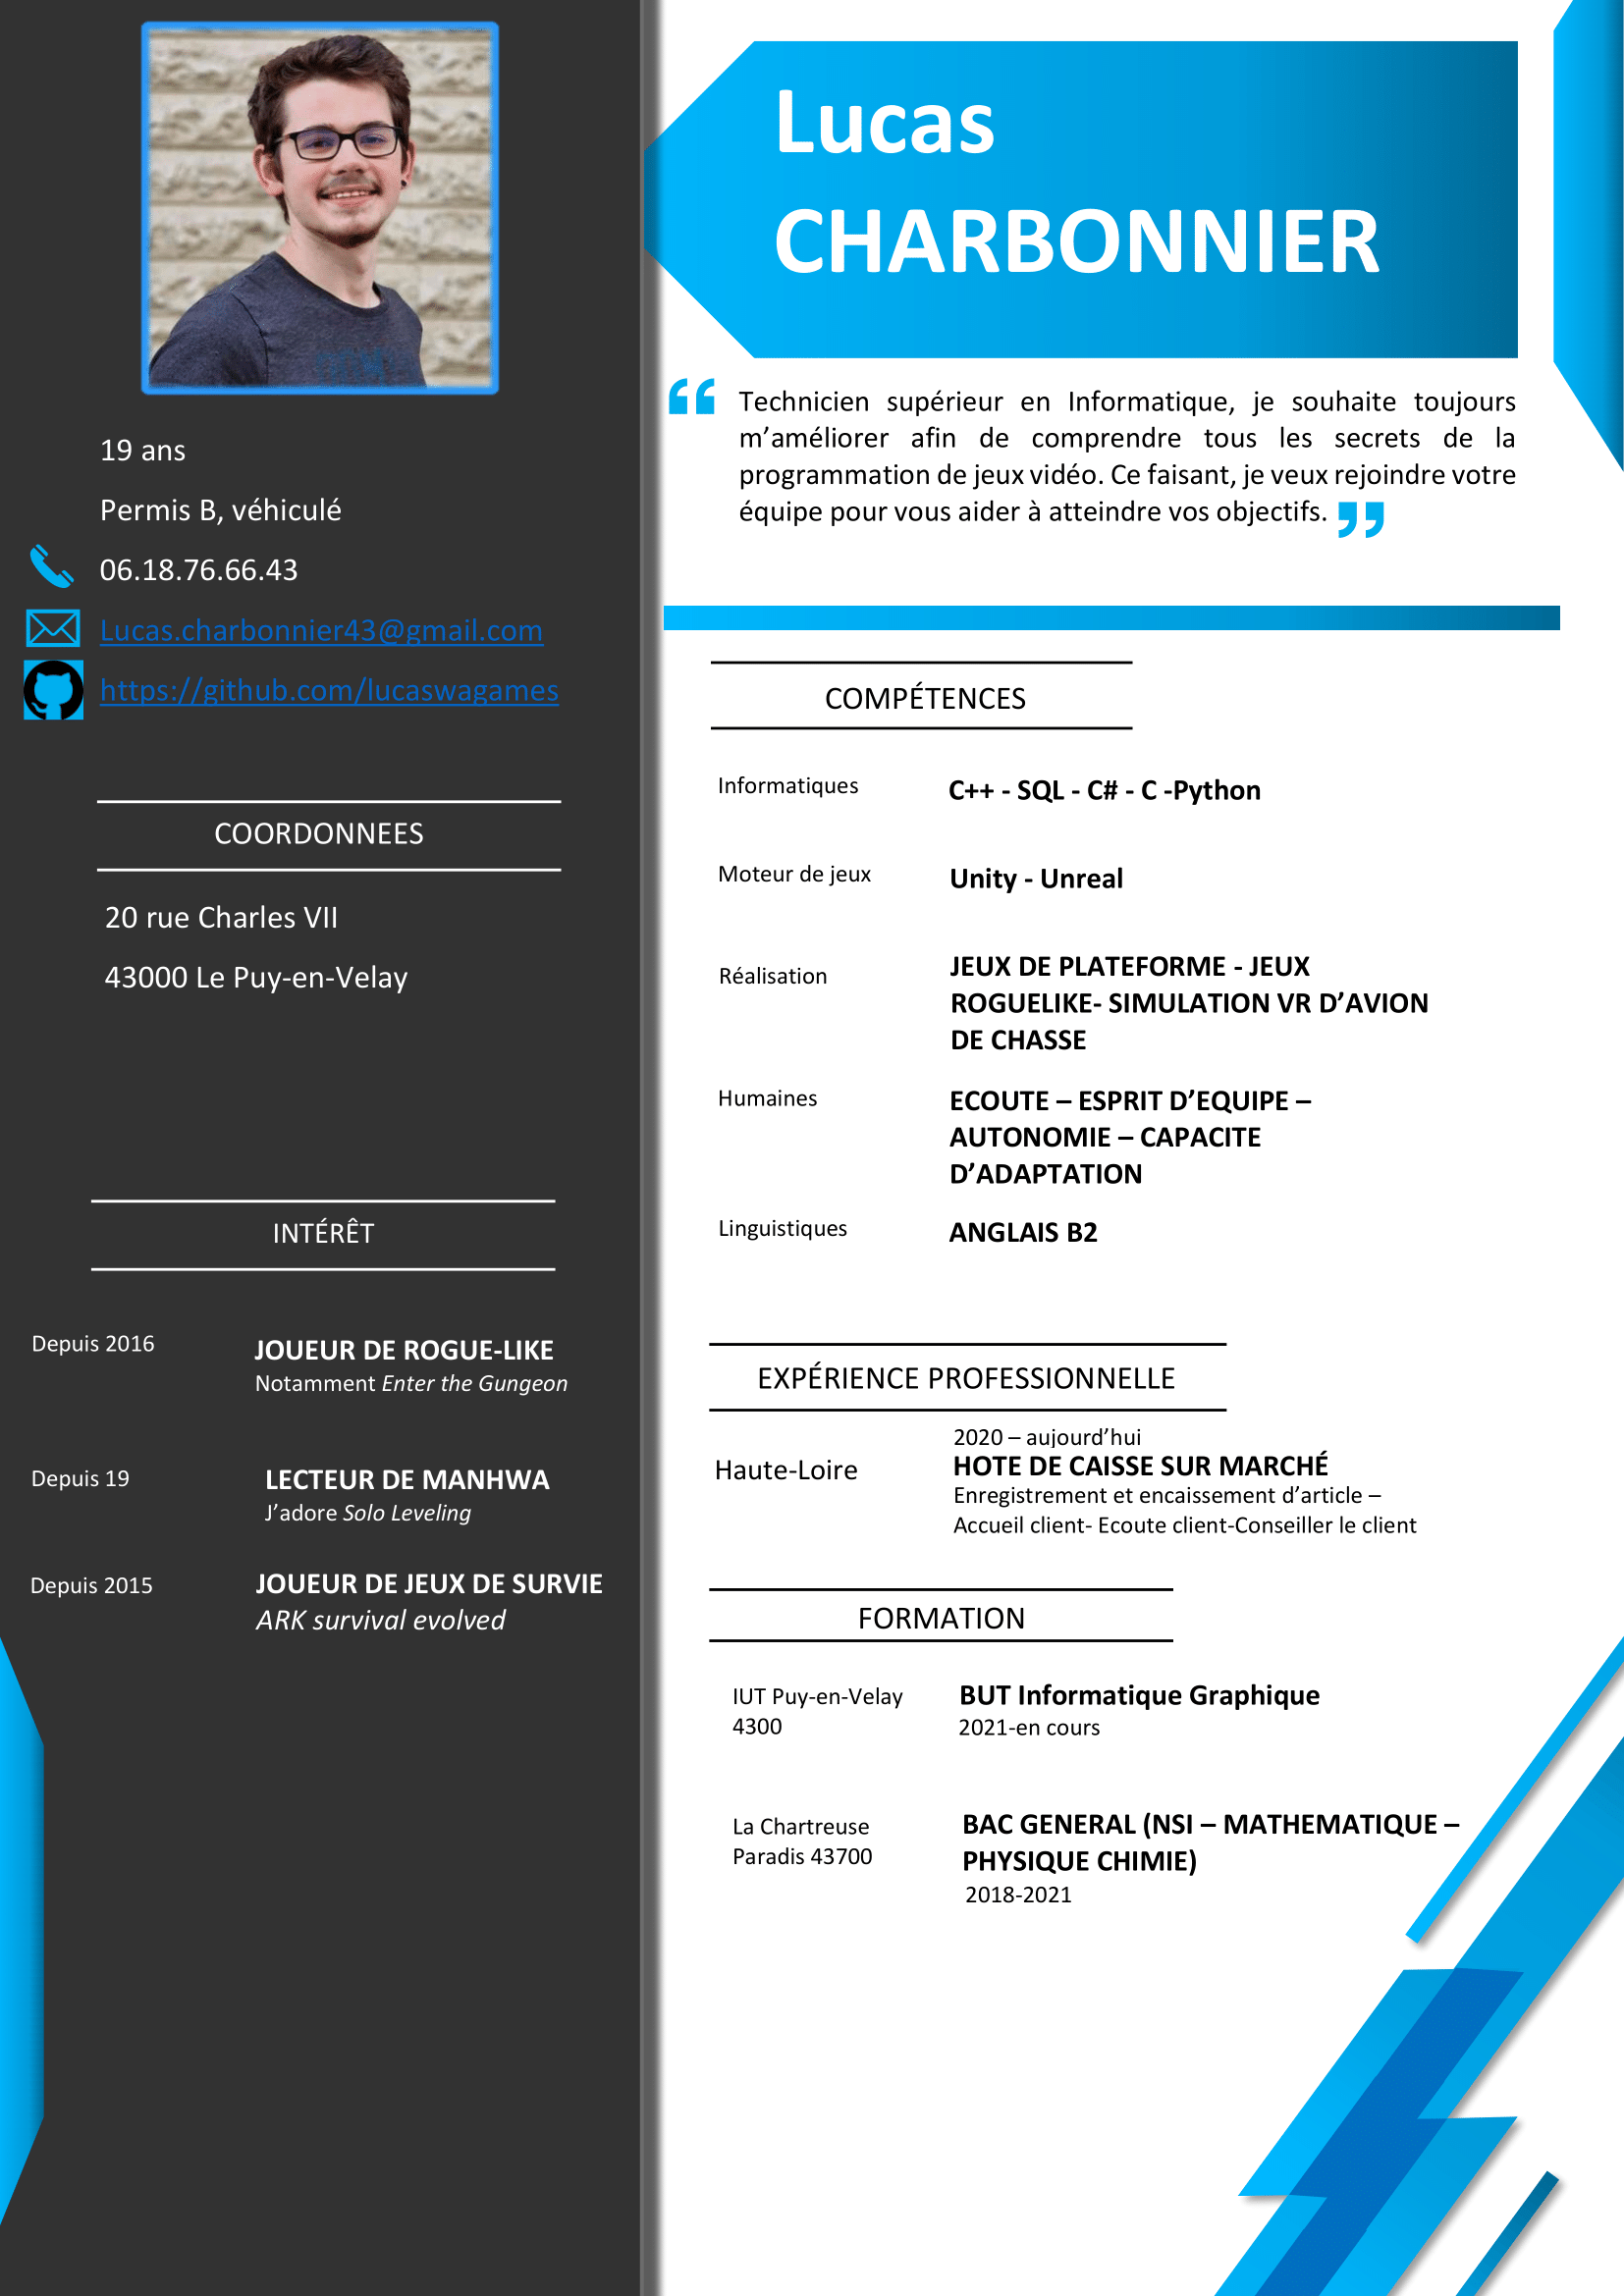 Lucas
CHARBONNIER
Technicien supérieur en Informatique, je souhaite toujours
m’améliorer afin de comprendre tous les secrets de la
programmation de jeux vidéo. Ce faisant, je veux rejoindre votre
équipe pour vous aider à atteindre vos objectifs.
19 ans
Permis B, véhiculé
06.18.76.66.43
Lucas.charbonnier43@gmail.com
https://github.com/lucaswagames
COORDONNEES
20 rue Charles VII
43000 Le Puy-en-Velay
INTÉRÊT
Depuis 2016
JOUEUR DE ROGUE-LIKE
Notamment Enter the Gungeon
Depuis 19
LECTEUR DE MANHWA
J’adore Solo Leveling
Depuis 2015
JOUEUR DE JEUX DE SURVIE
ARK survival evolved
COMPÉTENCES
Informatiques
C++ - SQL - C# - C -Python
Moteur de jeux
Unity - Unreal
Réalisation
JEUX DE PLATEFORME - JEUX
ROGUELIKE- SIMULATION VR D’AVION
DE CHASSE
Humaines
ECOUTE – ESPRIT D’EQUIPE –
AUTONOMIE – CAPACITE
D’ADAPTATION
Linguistiques
ANGLAIS B2
EXPÉRIENCE PROFESSIONNELLE
Haute-Loire
2020 – aujourd’hui
HOTE DE CAISSE SUR MARCHÉ
Enregistrement et encaissement d’article –
Accueil client- Ecoute client-Conseiller le client
FORMATION
IUT Puy-en-Velay
4300
BUT Informatique Graphique
2021-en cours
La Chartreuse
Paradis 43700
BAC GENERAL (NSI – MATHEMATIQUE –
PHYSIQUE CHIMIE)
2018-2021